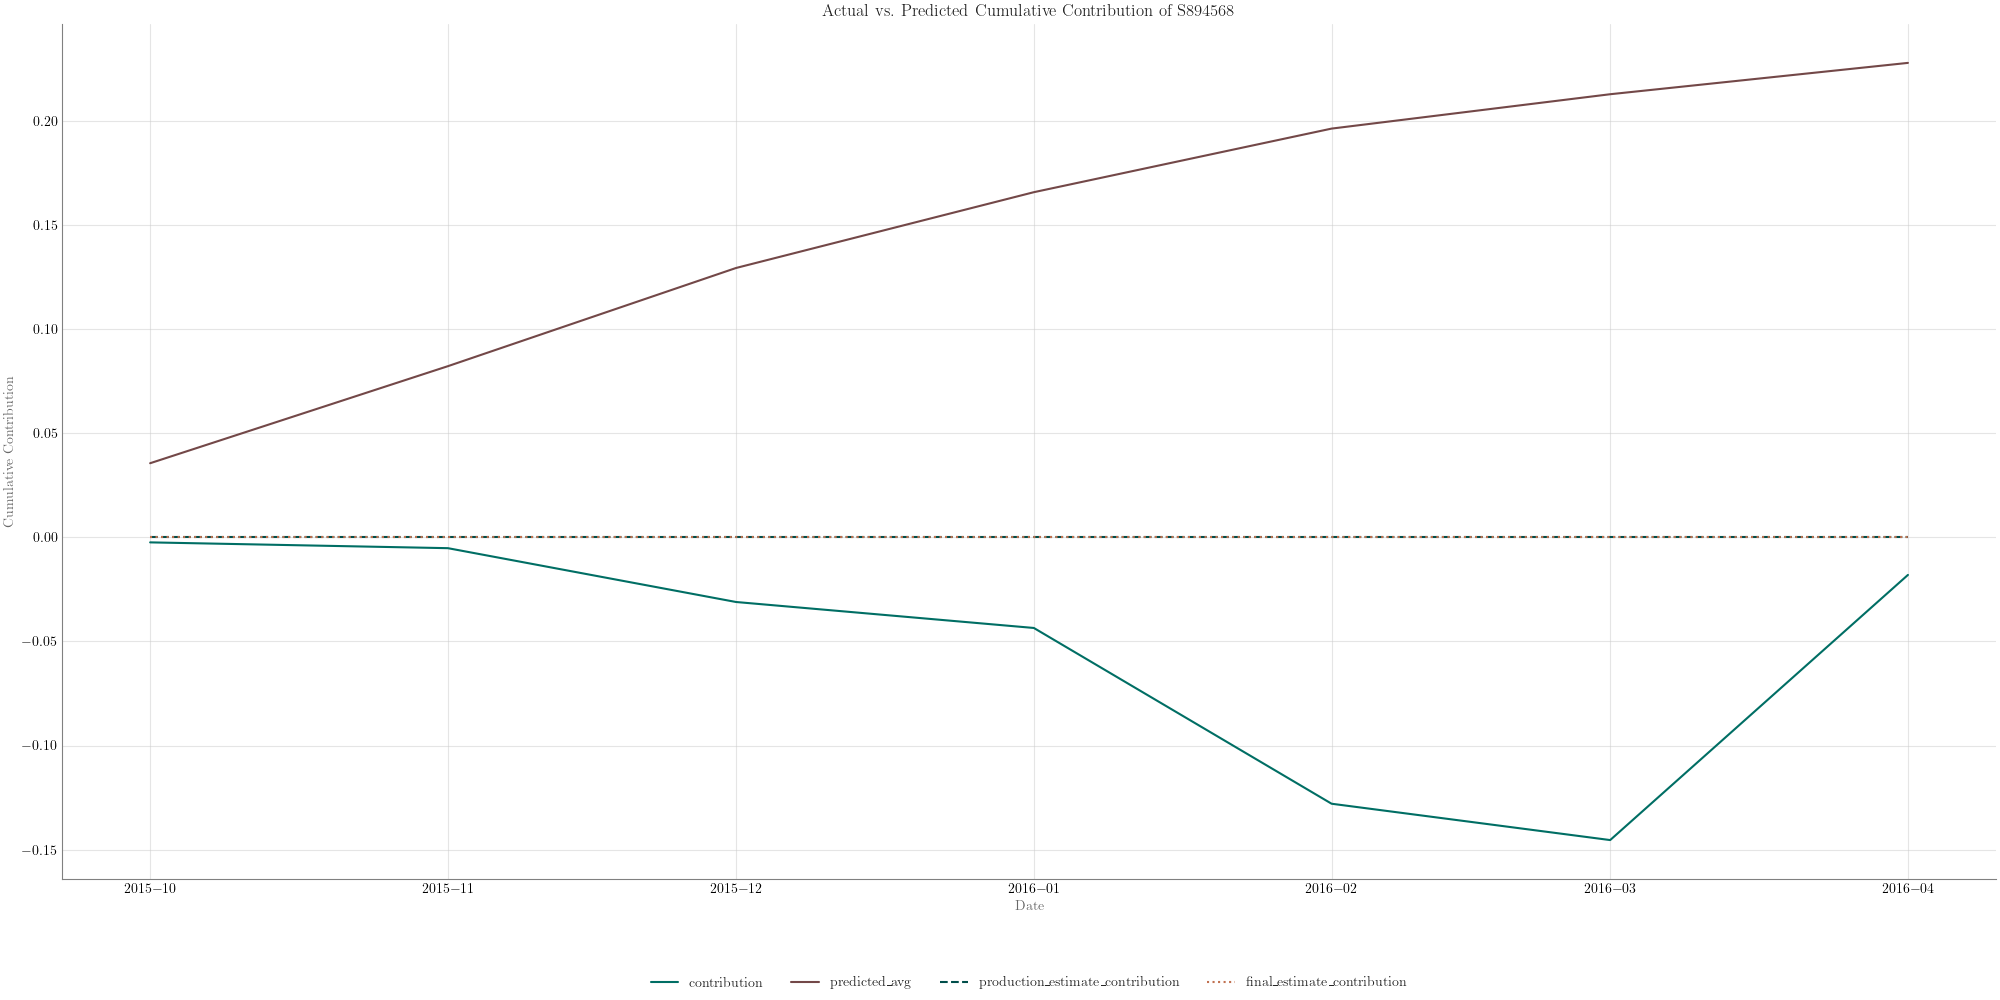 Actual vs. Predicted Cumulative Contribution of S894568
Cumulative Contribution
0.20
0.15
0.10
0.05
0.00
−0.05
−0.10
−0.15
2015−10 2015−11 2015−12 2016−01 2016−02 2016−03 2016−04
Date
contribution predicted_avg production_estimate_contribution final_estimate_contribution